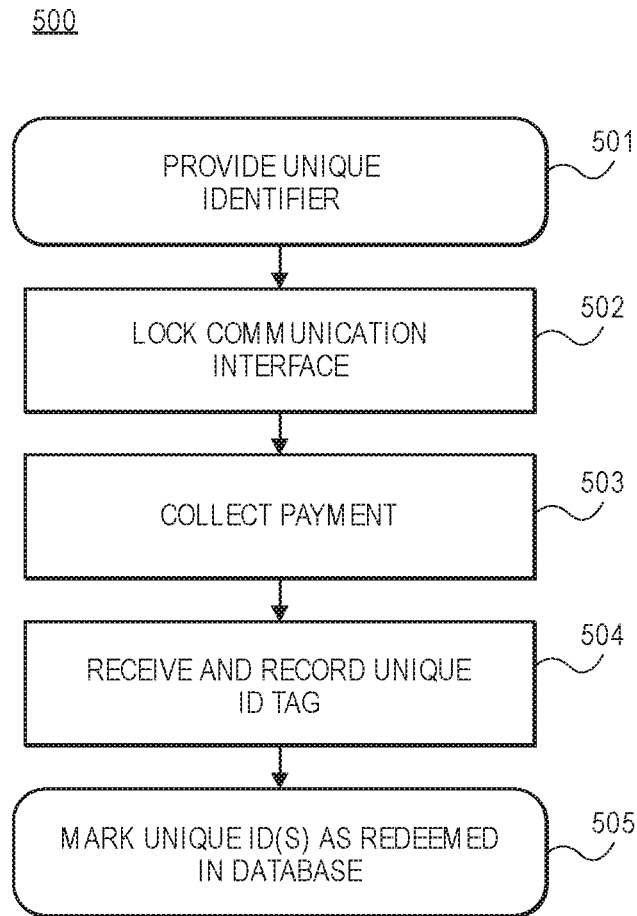 500
PROVIDE UNIQUE
IDENTIFIER
501
LOCK COMMUNICATION
INTERFACE
502
COLLECT PAYMENT
503
RECEIVE AND RECORD UNIQUE
ID TAG
504
MARK UNIQUE ID(S) AS REDEEMED
IN DATABASE
505